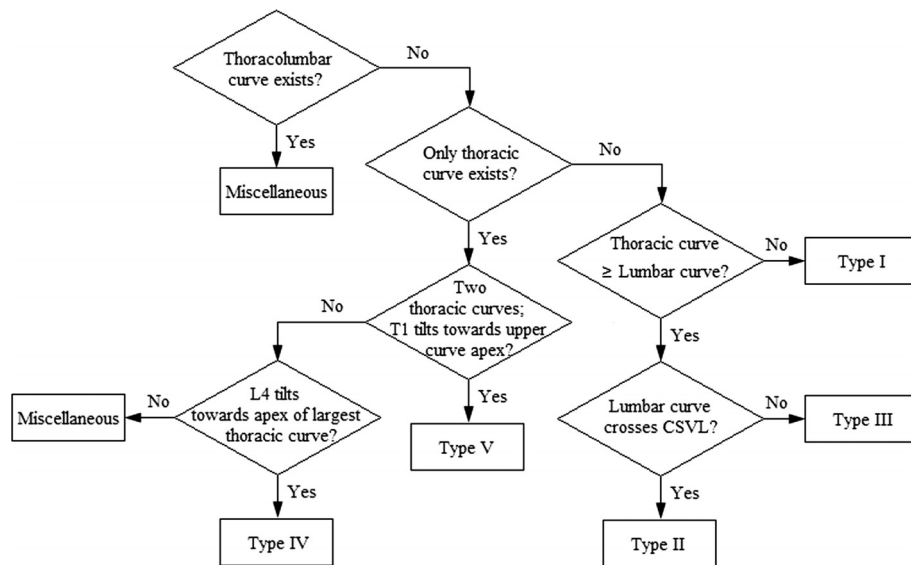 Thoracolumbar
curve exists?
No
Yes
Miscellaneous
Only thoracic
curve exists?
No
Yes
Thoracic curve
≥ Lumbar curve?
No
Type I
Yes
Two
thoracic curves;
T1 tilts towards upper
curve apex?
No
Yes
Type V
L4 tilts
towards apex of largest
thoracic curve?
No
Miscellaneous
Yes
Type IV
Lumbar curve
crosses CSVL?
No
Type III
Yes
Type II